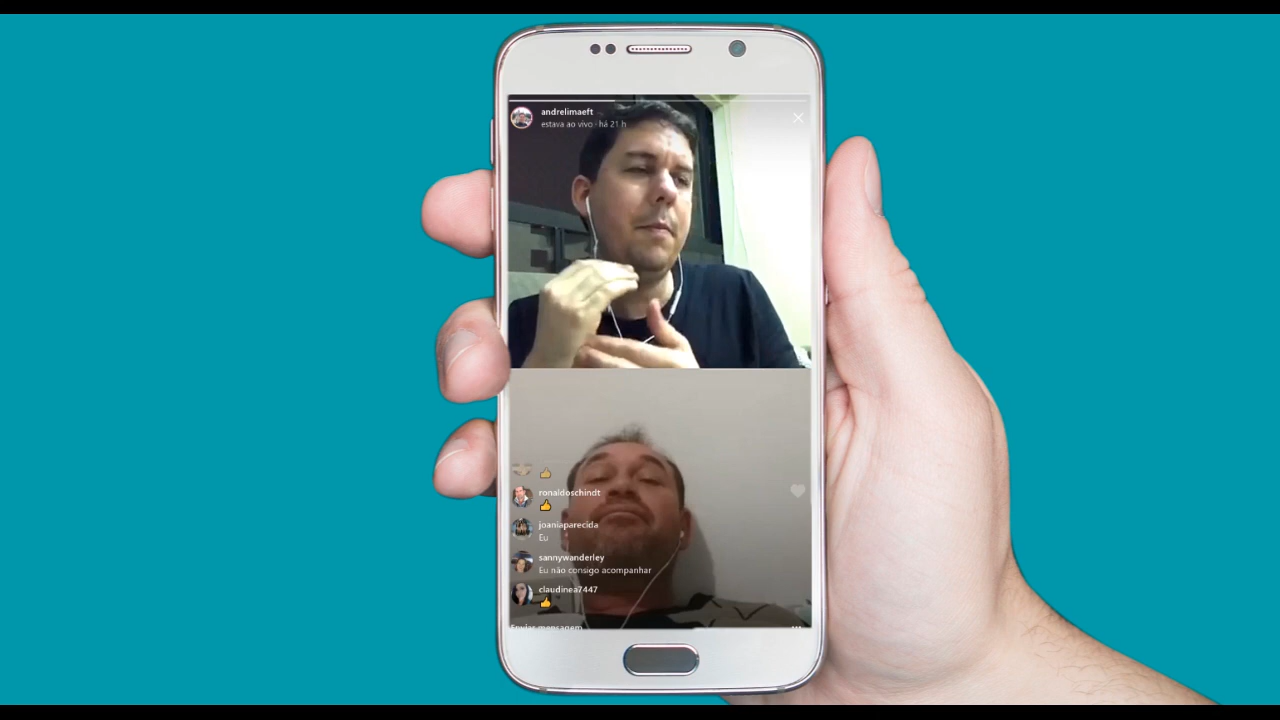 andrelimaeft
estava ao vivo · há 21 h
ronaldoschindt
joaniaparecida
Eu
sannywanderley
Eu não consigo acompanhar
claudinea7447
Enviar mensagem